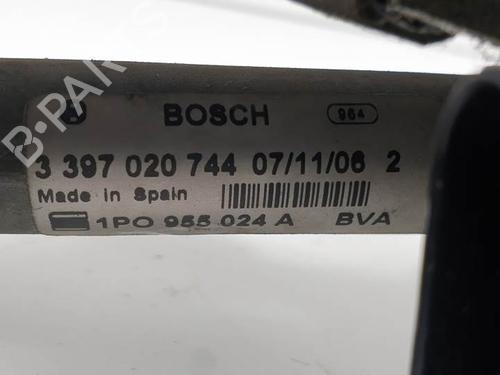 BOSCH 964
3 397 020 744 07/11/06 2
Made in Spain
1PO 955 024 A BVA
B-PARTS